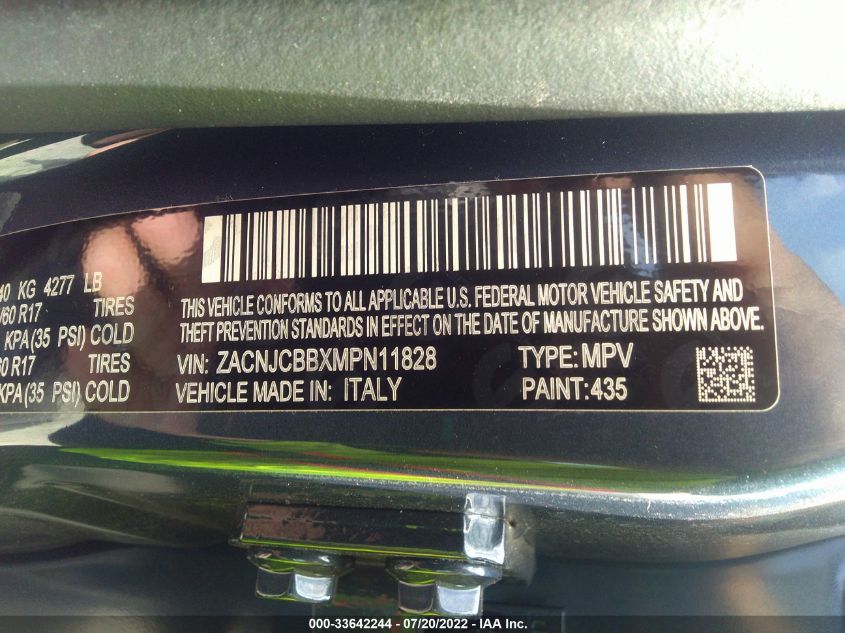 40 KG 4277 LB
/60 R17 TIRES
KPA(35 PSI) COLD
60 R17 TIRES
KPA(35 PSI) COLD
THIS VEHICLE CONFORMS TO ALL APPLICABLE U.S. FEDERAL MOTOR VEHICLE SAFETY AND
THEFT PREVENTION STANDARDS IN EFFECT ON THE DATE OF MANUFACTURE SHOWN ABOVE.
VIN: ZACNJCBBXMPN11828 TYPE: MPV
VEHICLE MADE IN: ITALY PAINT:435
000-33642244 / 07/20/2022 - IAA Inc.